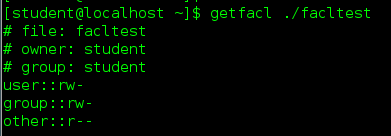 [student@localhost ~]$ getfacl ./facltest
# file: facltest
# owner: student
# group: student
user::rw-
group::rw-
other::r--